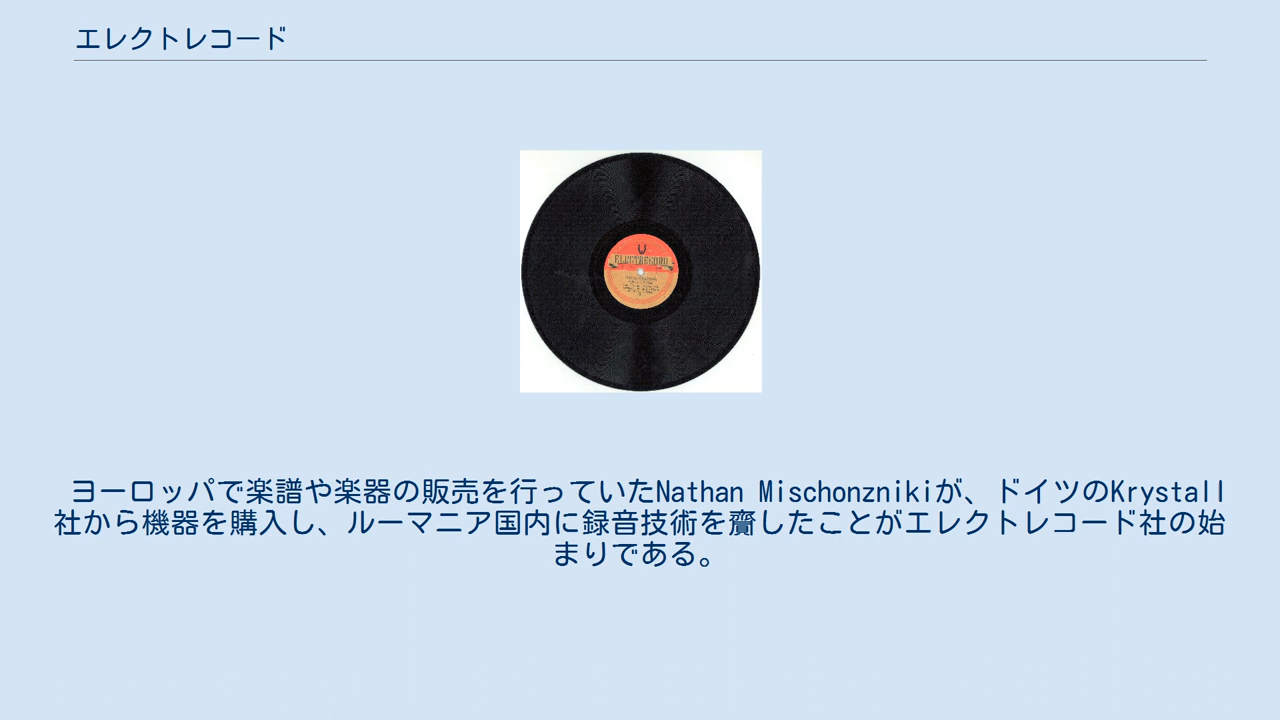 エレクトレコード
ELECTRECORD
ヨーロッパで楽譜や楽器の販売を行っていたNathan Mischonznikiが、ドイツのKrystall
社から機器を購入し、ルーマニア国内に録音技術を齎したことがエレクトレコード社の始
まりである。